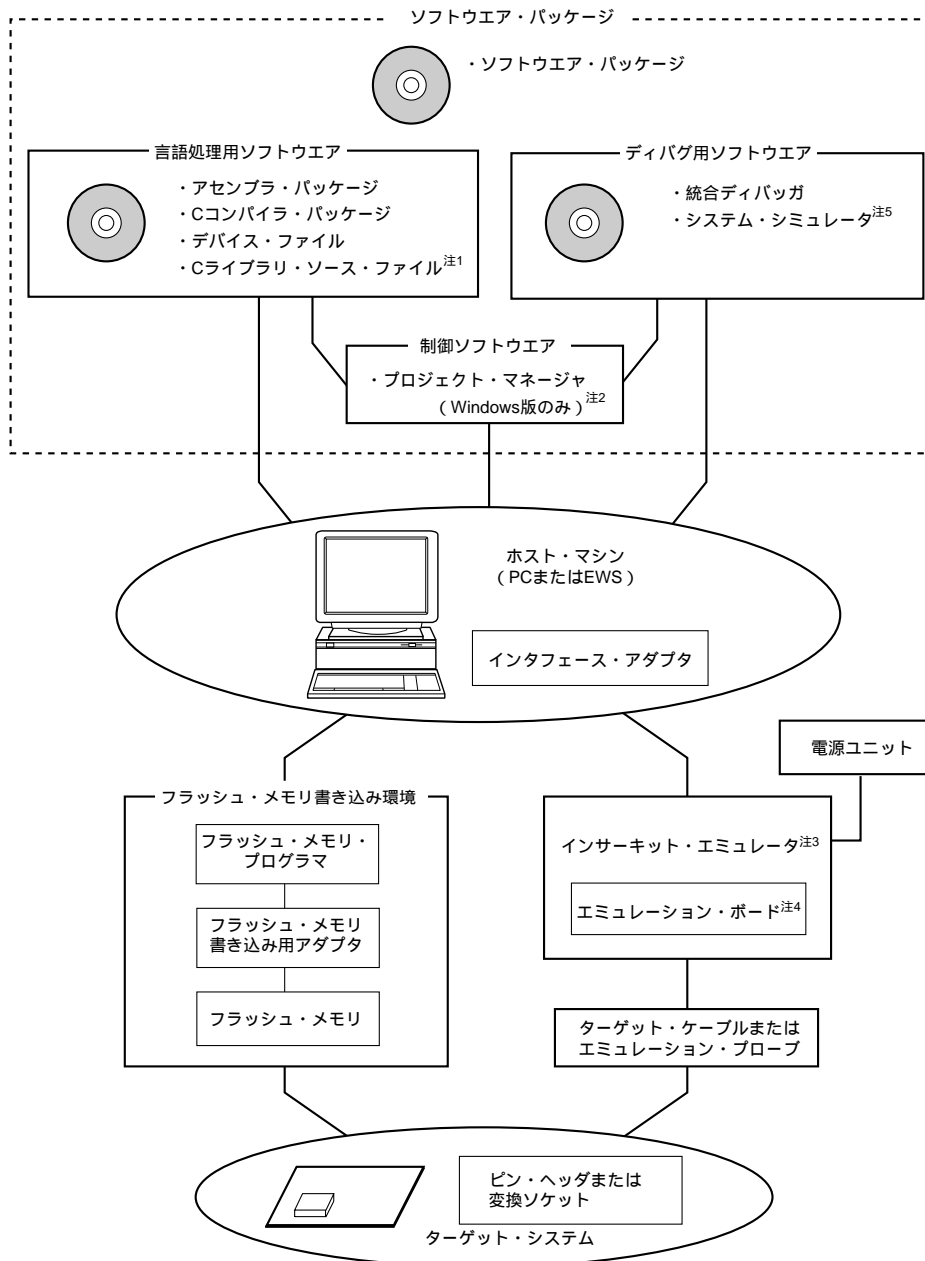 ソフトウエア・パッケージ
・ソフトウエア・パッケージ
言語処理用ソフトウエア
・アセンブラ・パッケージ
・Cコンパイラ・パッケージ
・デバイス・ファイル
・Cライブラリ・ソース・ファイル注1
ディバグ用ソフトウエア
・統合ディバッガ
・システム・シミュレータ注5
制御ソフトウエア
・プロジェクト・マネージャ
（Windows版のみ）注2
ホスト・マシン
（PCまたはEWS）
インタフェース・アダプタ
電源ユニット
フラッシュ・メモリ書き込み環境
フラッシュ・メモリ・
プログラマ
フラッシュ・メモリ
書き込み用アダプタ
フラッシュ・メモリ
インサーキット・エミュレータ注3
エミュレーション・ボード注4
ターゲット・ケーブルまたは
エミュレーション・プローブ
ピン・ヘッダまたは
変換ソケット
ターゲット・システム